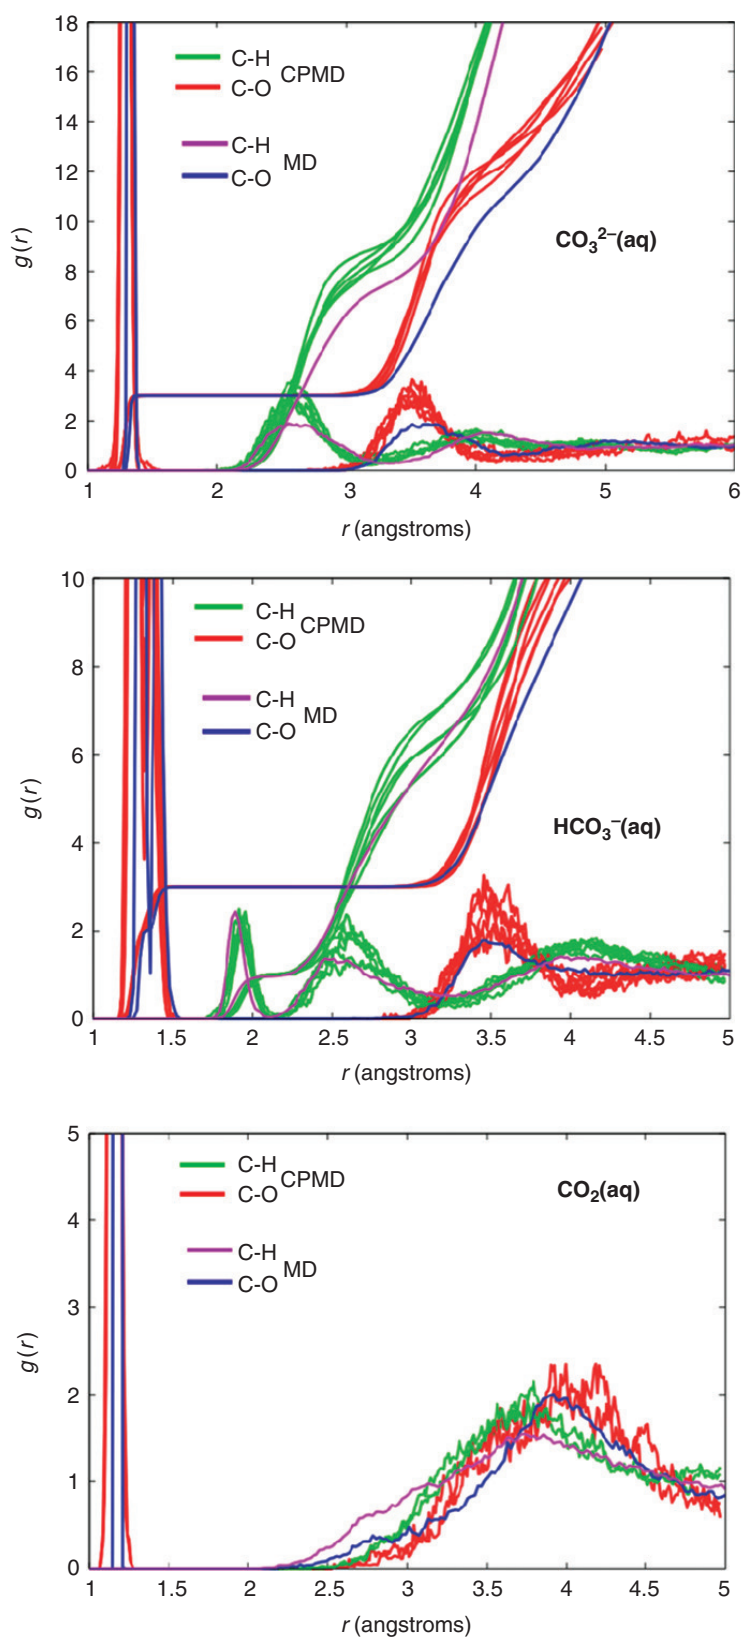 18
16
14
12
10
8
6
4
2
0
g(r)
C-H
C-O
CPMD
C-H
C-O
MD
CO₃²⁻(aq)
1
2
3
4
5
6
r (angstroms)
10
8
6
4
2
0
g(r)
C-H
C-O
CPMD
C-H
C-O
MD
HCO₃⁻(aq)
1
1.5
2
2.5
3
3.5
4
4.5
5
r (angstroms)
5
4
3
2
1
0
g(r)
C-H
C-O
CPMD
C-H
C-O
MD
CO₂(aq)
1
1.5
2
2.5
3
3.5
4
4.5
5
r (angstroms)